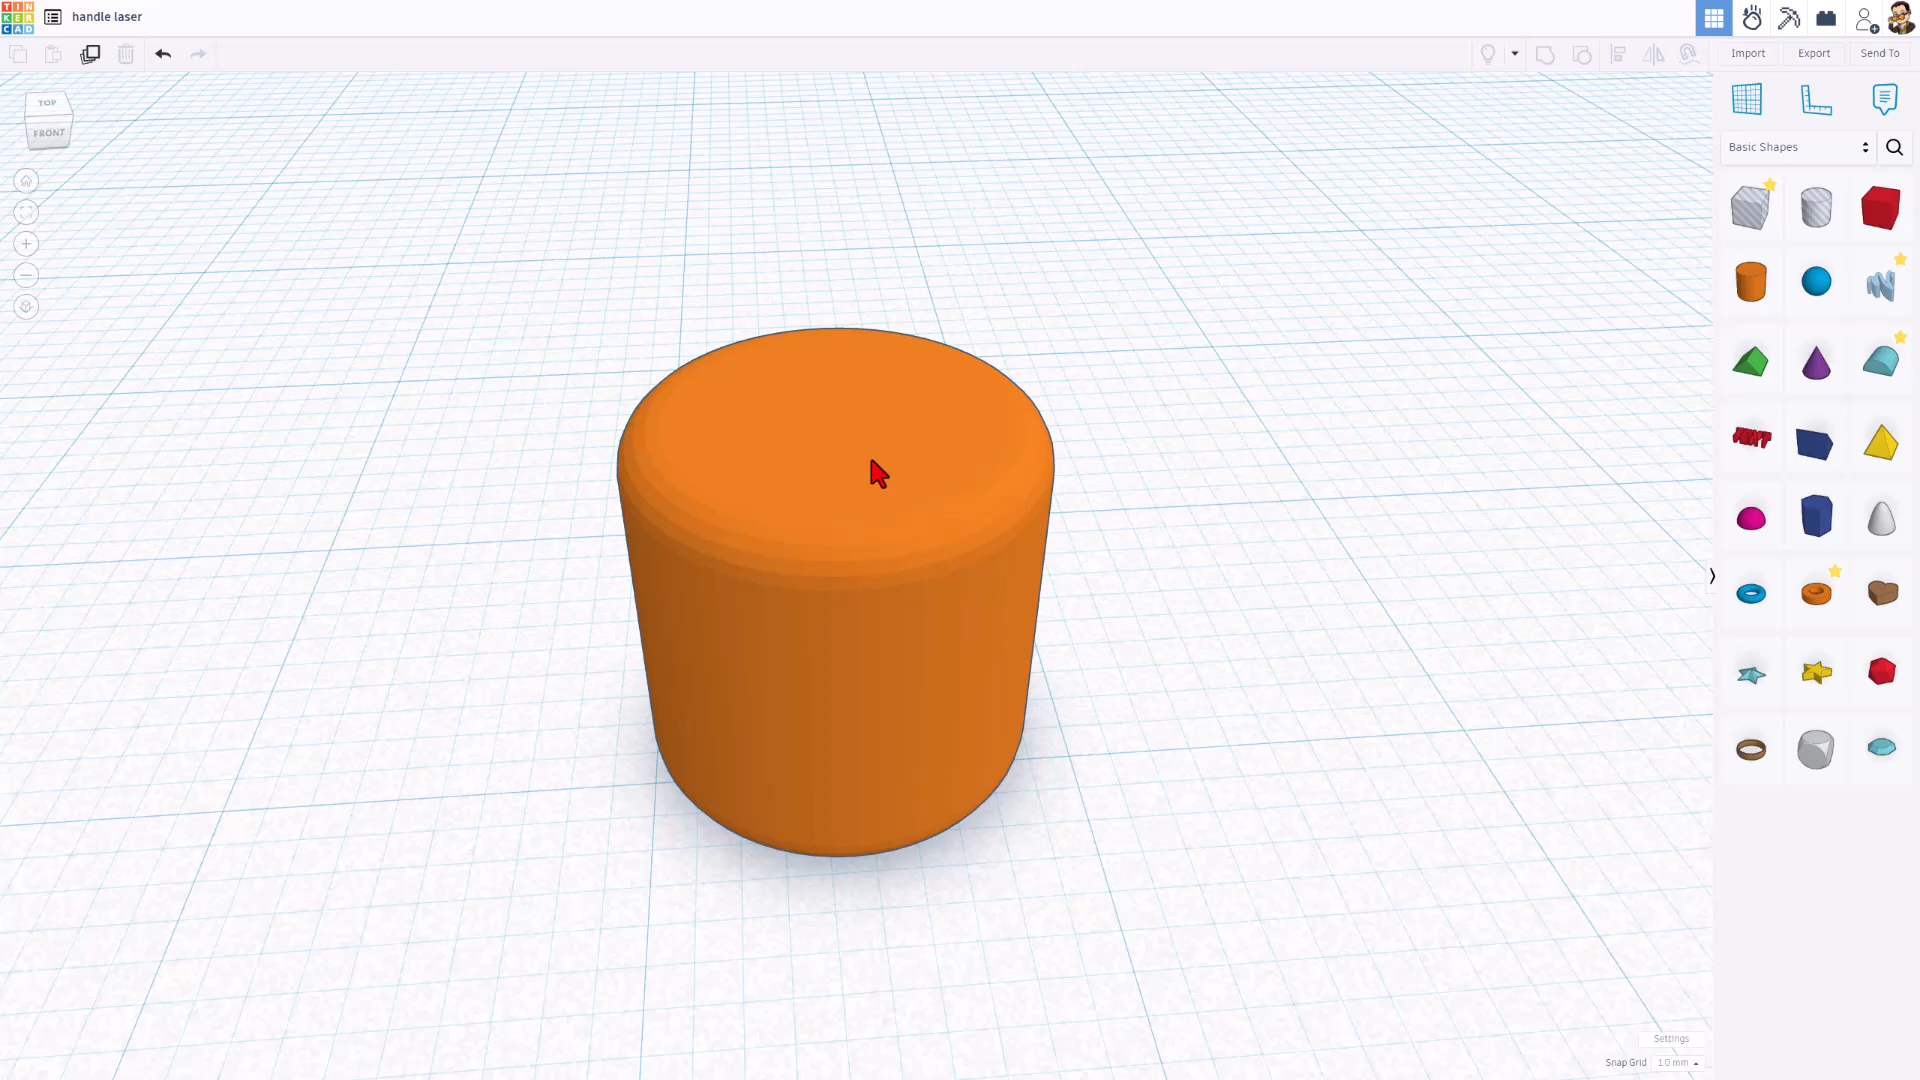 TIN
KER
CAD
handle laser
Import
Export
Send To
TOP
FRONT
Basic Shapes
TEXT
Settings
Snap Grid
1.0 mm